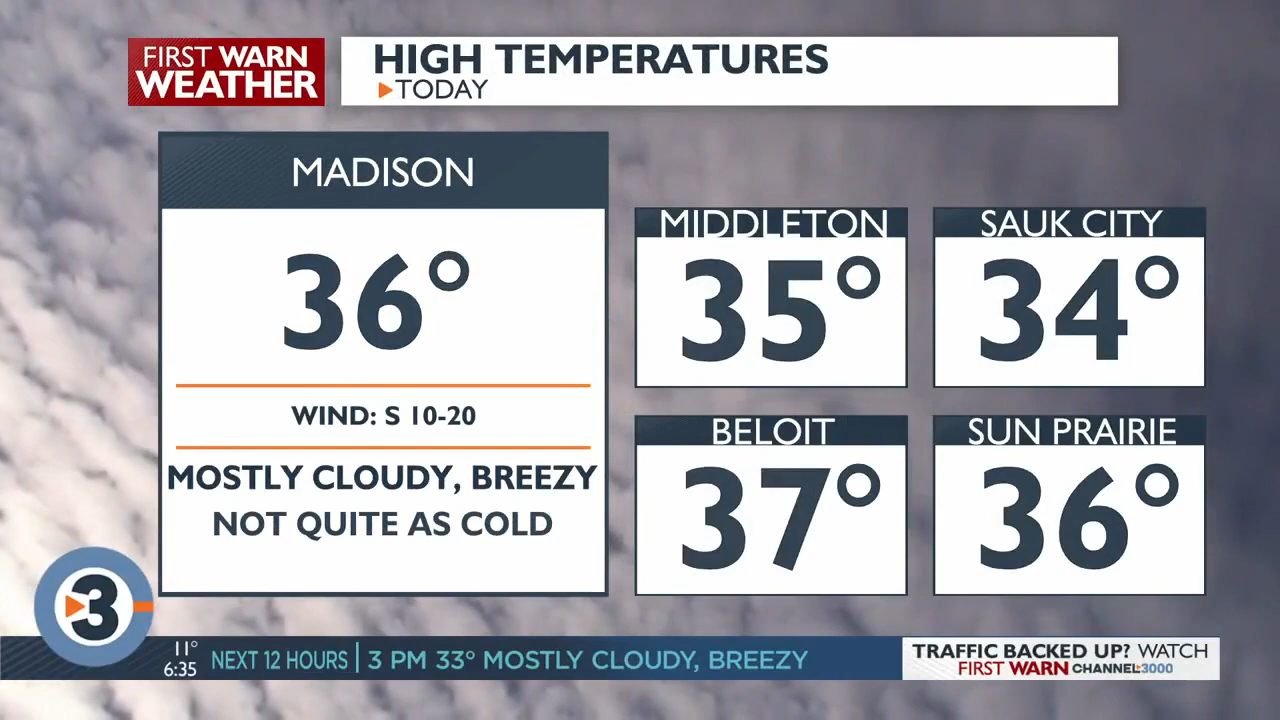 FIRST WARN
WEATHER
HIGH TEMPERATURES
TODAY
MADISON
36°
WIND: S 10-20
MOSTLY CLOUDY, BREEZY
NOT QUITE AS COLD
MIDDLETON
35°
SAUK CITY
34°
BELOIT
37°
SUN PRAIRIE
36°
3
11°
6:35
NEXT 12 HOURS | 3 PM 33° MOSTLY CLOUDY, BREEZY
TRAFFIC BACKED UP? WATCH
FIRST WARN CHANNEL3000